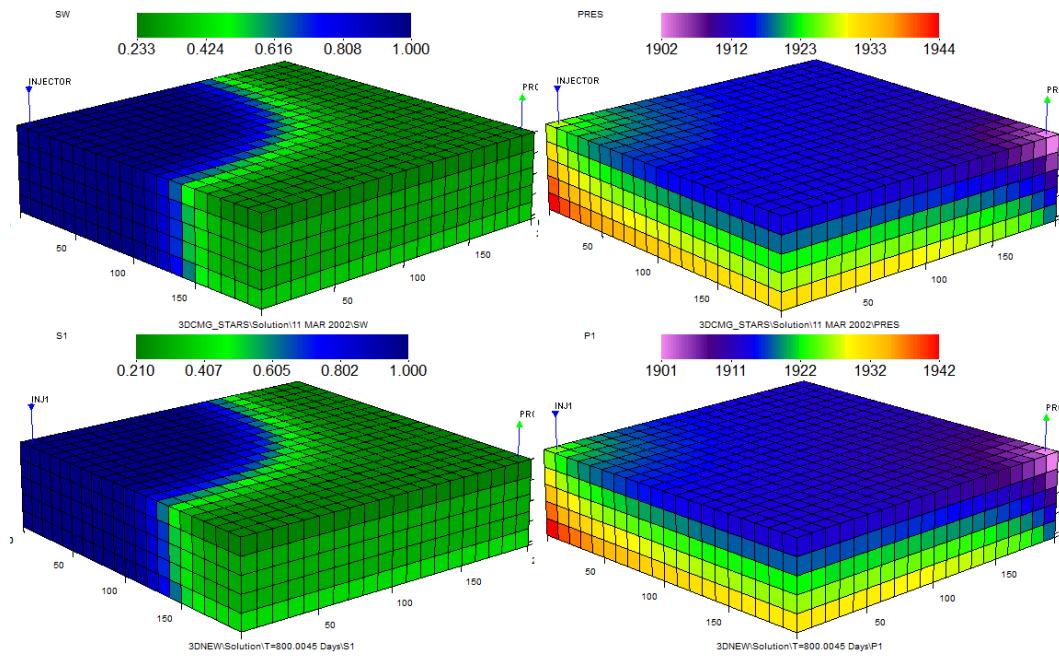 SW
0.233 0.424 0.616 0.808 1.000
INJECTOR
50
100
150
50
100
150
3DCMG_STARS\Solution\11 MAR 2002\SW
PRES
1902 1912 1923 1933 1944
INJECTOR
50
100
150
50
100
150
3DCMG_STARS\Solution\11 MAR 2002\PRES
S1
0.210 0.407 0.605 0.802 1.000
INJ1
50
100
150
50
100
150
3DNEW\Solution\T=800.0045 Days\S1
P1
1901 1911 1922 1932 1942
INJ1
50
100
150
50
100
150
3DNEW\Solution\T=800.0045 Days\P1